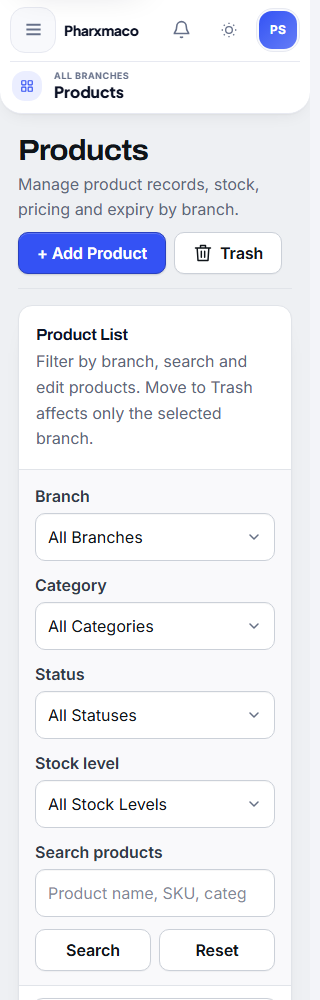 Pharxmaco
PS
ALL BRANCHES
Products
Products
Manage product records, stock,
pricing and expiry by branch.
+ Add Product
Trash
Product List
Filter by branch, search and
edit products. Move to Trash
affects only the selected
branch.
Branch
All Branches
Category
All Categories
Status
All Statuses
Stock level
All Stock Levels
Search products
Product name, SKU, categ
Search
Reset